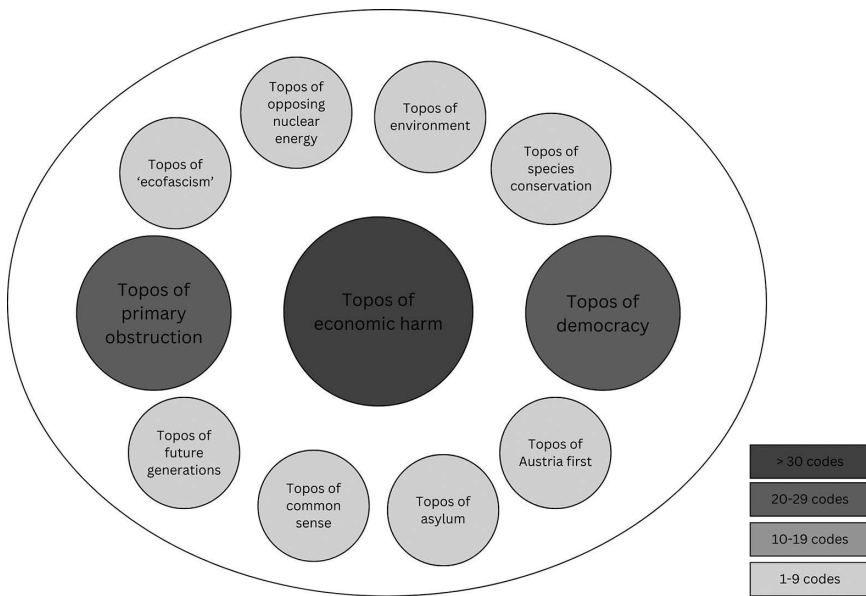 Topos of
opposing
nuclear
energy
Topos of
environment
Topos of
‘ecofascism’
Topos of
species
conservation
Topos of
primary
obstruction
Topos of
economic harm
Topos of
democracy
Topos of
future
generations
Topos of
common
sense
Topos of
asylum
Topos of
Austria first
> 30 codes
20-29 codes
10-19 codes
1-9 codes